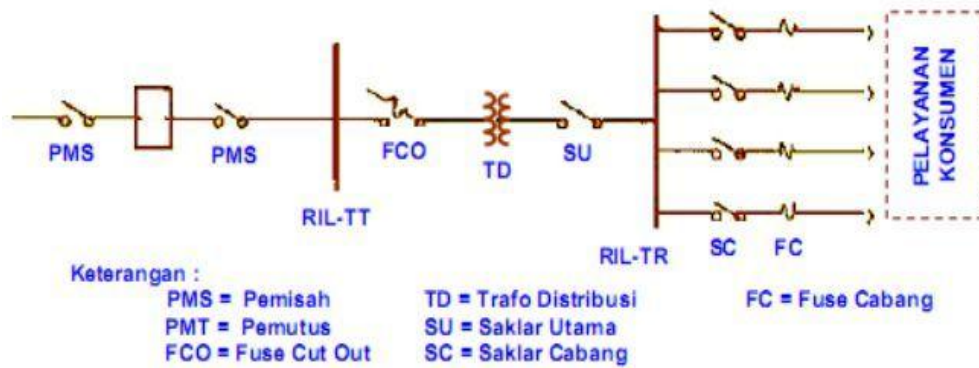 PMS
PMS
RIL-TT
FCO
TD
SU
RIL-TR
SC
FC
PELAYANAN
KONSUMEN
Keterangan :
PMS = Pemisah
PMT = Pemutus
FCO = Fuse Cut Out
TD = Trafo Distribusi
SU = Saklar Utama
SC = Saklar Cabang
FC = Fuse Cabang